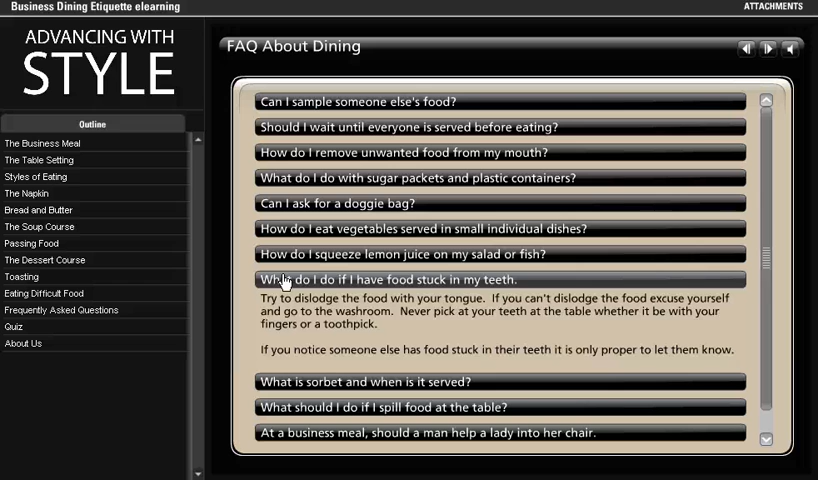 Business Dining Etiquette elearning
ATTACHMENTS
ADVANCING WITH
STYLE
Outline
The Business Meal
The Table Setting
Styles of Eating
The Napkin
Bread and Butter
The Soup Course
Passing Food
The Dessert Course
Toasting
Eating Difficult Food
Frequently Asked Questions
Quiz
About Us
FAQ About Dining
Can I sample someone else's food?
Should I wait until everyone is served before eating?
How do I remove unwanted food from my mouth?
What do I do with sugar packets and plastic containers?
Can I ask for a doggie bag?
How do I eat vegetables served in small individual dishes?
How do I squeeze lemon juice on my salad or fish?
What do I do if I have food stuck in my teeth.
Try to dislodge the food with your tongue. If you can't dislodge the food excuse yourself
and go to the washroom. Never pick at your teeth at the table whether it be with your
fingers or a toothpick.
If you notice someone else has food stuck in their teeth it is only proper to let them know.
What is sorbet and when is it served?
What should I do if I spill food at the table?
At a business meal, should a man help a lady into her chair.